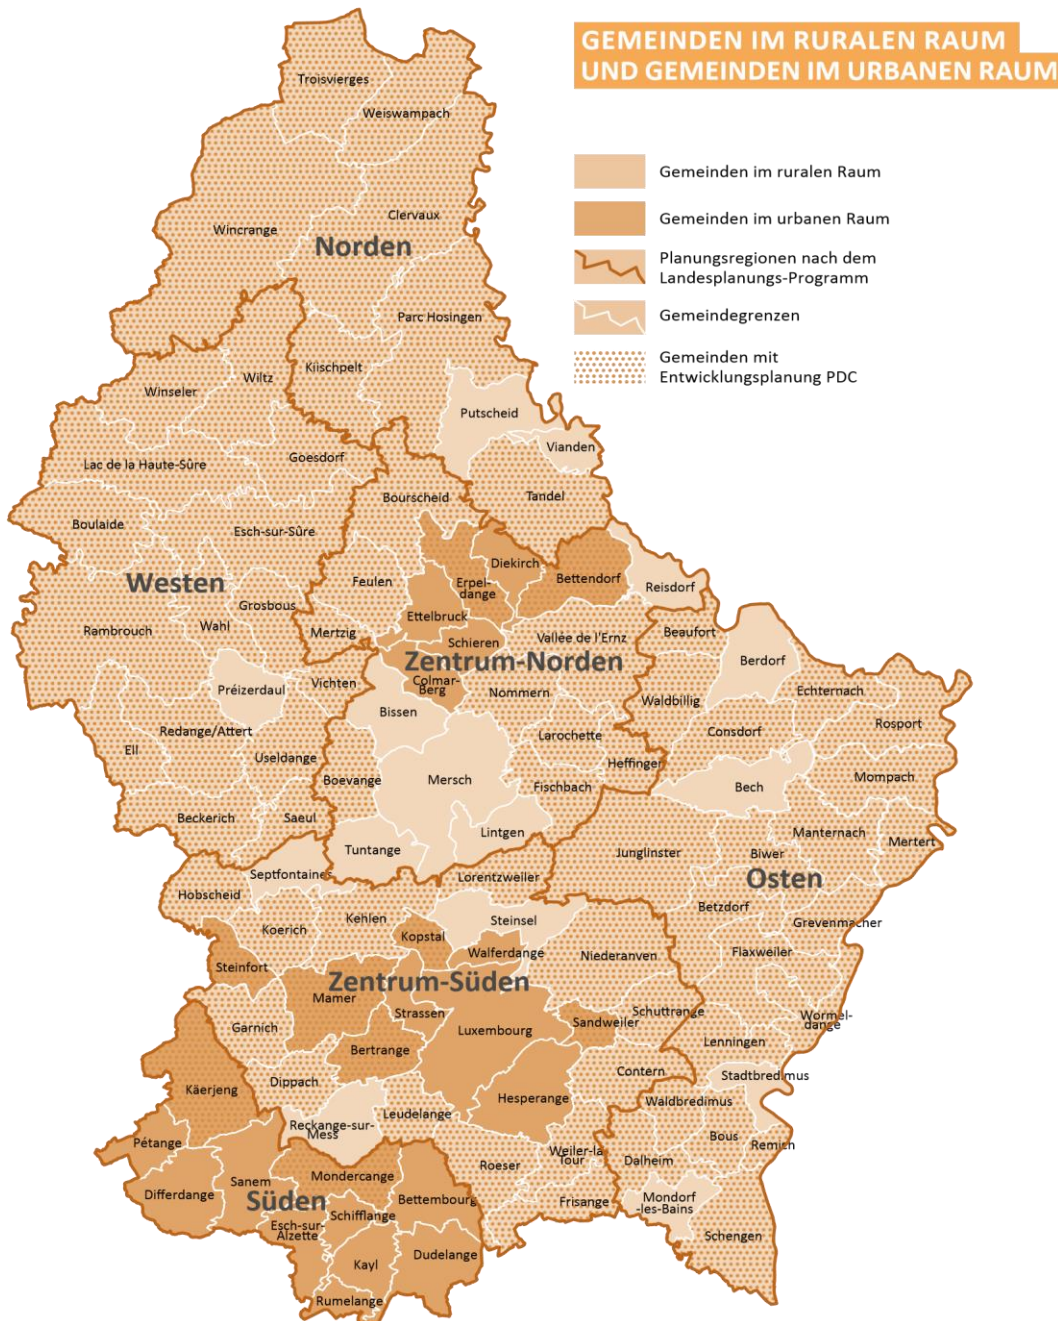 GEMEINDEN IM RURALEN RAUM
UND GEMEINDEN IM URBANEN RAUM
Gemeinden im ruralen Raum
Gemeinden im urbanen Raum
Planungsregionen nach dem
Landesplanungs-Programm
Gemeindegrenzen
Gemeinden mit
Entwicklungsplanung PDC
Troisvierges
Weiswampach
Clervaux
Wincrange
Norden
Parc Hosingen
Kiischpelt
Wiltz
Winseler
Putscheid
Vianden
Goesdorf
Lac de la Haute-Sûre
Tandel
Bourscheid
Boulaide
Esch-sur-Sûre
Diekirch
Bettendorf
Erpel-
dange
Reisdorf
Feulen
Westen
Grosbous
Ettelbruck
Wahl
Rambrouch
Mertzig
Schieren
Vallée de l'Ernz
Beaufort
Berdorf
Zentrum-Norden
Colmar-
Berg
Vichten
Préizerdaul
Nommern
Waldbillig
Echternach
Bissen
Rosport
Redange/Attert
Larochette
Consdorf
Ell
Useldange
Heffinger
Mompach
Boevange
Mersch
Fischbach
Bech
Beckerich
Saeul
Lintgen
Manternach
Mertert
Tuntange
Junglinster
Biwer
Septfontaines
Lorentzweiler
Osten
Hobscheid
Betzdorf
Kehlen
Steinsel
Grevenmacher
Koerich
Kopstal
Walferdange
Niederanven
Flaxweiler
Steinfort
Zentrum-Süden
Mamer
Strassen
Schuttrange
Wormel-
dange
Garnich
Luxembourg
Sandweiler
Lenningen
Bertrange
Contern
Stadtbredimus
Dippach
Käerjeng
Hesperange
Waldbredimus
Leudelange
Reckange-sur-
Mess
Bous
Remich
Pétange
Weiler-la
Tour
Dalheim
Roeser
Mondercange
Sanem
Differdange
Süden
Bettembourg
Frisange
Mondorf
-les-Bains
Schifflange
Esch-sur-
Alzette
Schengen
Dudelange
Kayl
Rumelange